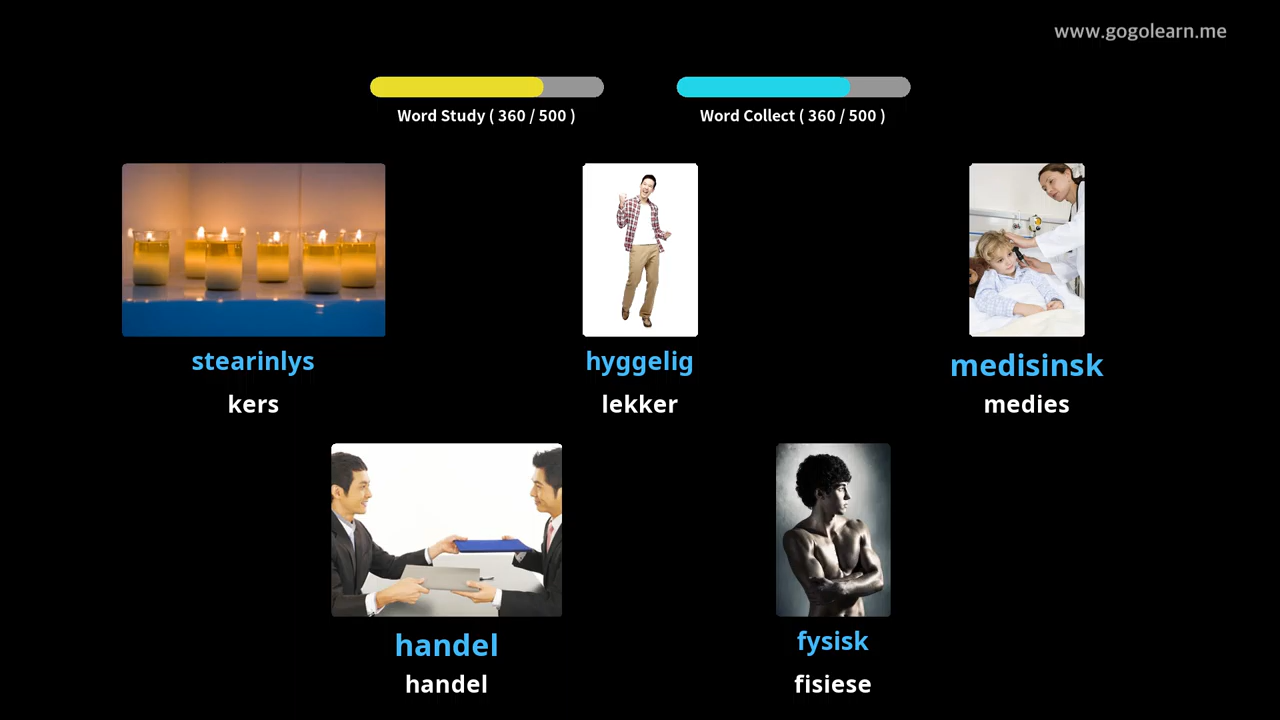 www.gogolearn.me
Word Study ( 360 / 500 )
Word Collect ( 360 / 500 )
stearinlys
hyggelig
medisinsk
kers
lekker
medies
handel
fysisk
handel
fisiese